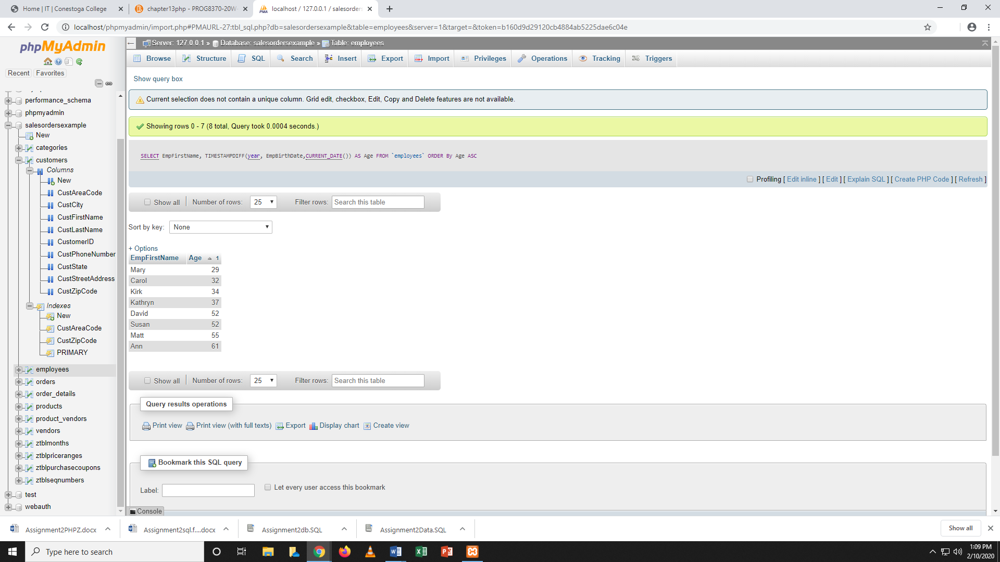 Home | IT | Conestoga College
chapter13php - PROG8370-20W-
localhost / 127.0.0.1 / salesorders
localhost/phpmyadmin/import.php#PMAURL-27:tbl_sql.php?db=salesordersexample&table=employees&server=1&target=&token=b160d9d29120cb4884ab5225dae6c04e
phpMyAdmin
Recent Favorites
performance_schema
phpmyadmin
salesordersexample
New
categories
customers
Columns
New
CustAreaCode
CustCity
CustFirstName
CustLastName
CustomerID
CustPhoneNumber
CustState
CustStreetAddress
CustZipCode
Indexes
New
CustAreaCode
CustZipCode
PRIMARY
employees
orders
order_details
products
product_vendors
vendors
ztblmonths
ztblpriceranges
ztblpurchasecoupons
ztblseqnumbers
test
webauth
Server: 127.0.0.1 » Database: salesordersexample » Table: employees
Browse Structure SQL Search Insert Export Import Privileges Operations Tracking Triggers
Show query box
Current selection does not contain a unique column. Grid edit, checkbox, Edit, Copy and Delete features are not available.
Showing rows 0 - 7 (8 total, Query took 0.0004 seconds.)
SELECT EmpFirstName, TIMESTAMPDIFF(year, EmpBirthDate,CURRENT_DATE()) AS Age FROM `employees` ORDER By Age ASC
Profiling [ Edit inline ] [ Edit ] [ Explain SQL ] [ Create PHP Code ] [ Refresh ]
Show all Number of rows: 25 Filter rows: Search this table
Sort by key: None
+ Options
EmpFirstName Age 1
Mary 29
Carol 32
Kirk 34
Kathryn 37
David 52
Susan 52
Matt 55
Ann 61
Show all Number of rows: 25 Filter rows: Search this table
Query results operations
Print view Print view (with full texts) Export Display chart Create view
Bookmark this SQL query
Label: Let every user access this bookmark
Console
Assignment2PHPZ.docx Assignment2sql.f....docx Assignment2db.SQL Assignment2Data.SQL Show all
Type here to search
1:09 PM
2/10/2020